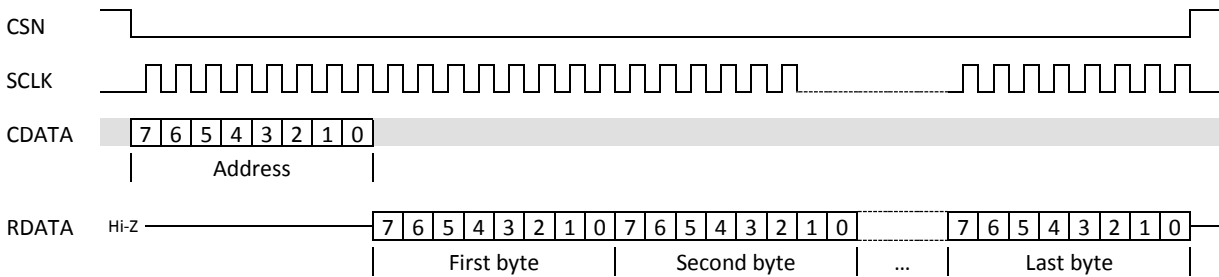 CSN
SCLK
CDATA 7 6 5 4 3 2 1 0
Address
RDATA Hi-Z 7 6 5 4 3 2 1 0 7 6 5 4 3 2 1 0 7 6 5 4 3 2 1 0
First byte Second byte ... Last byte